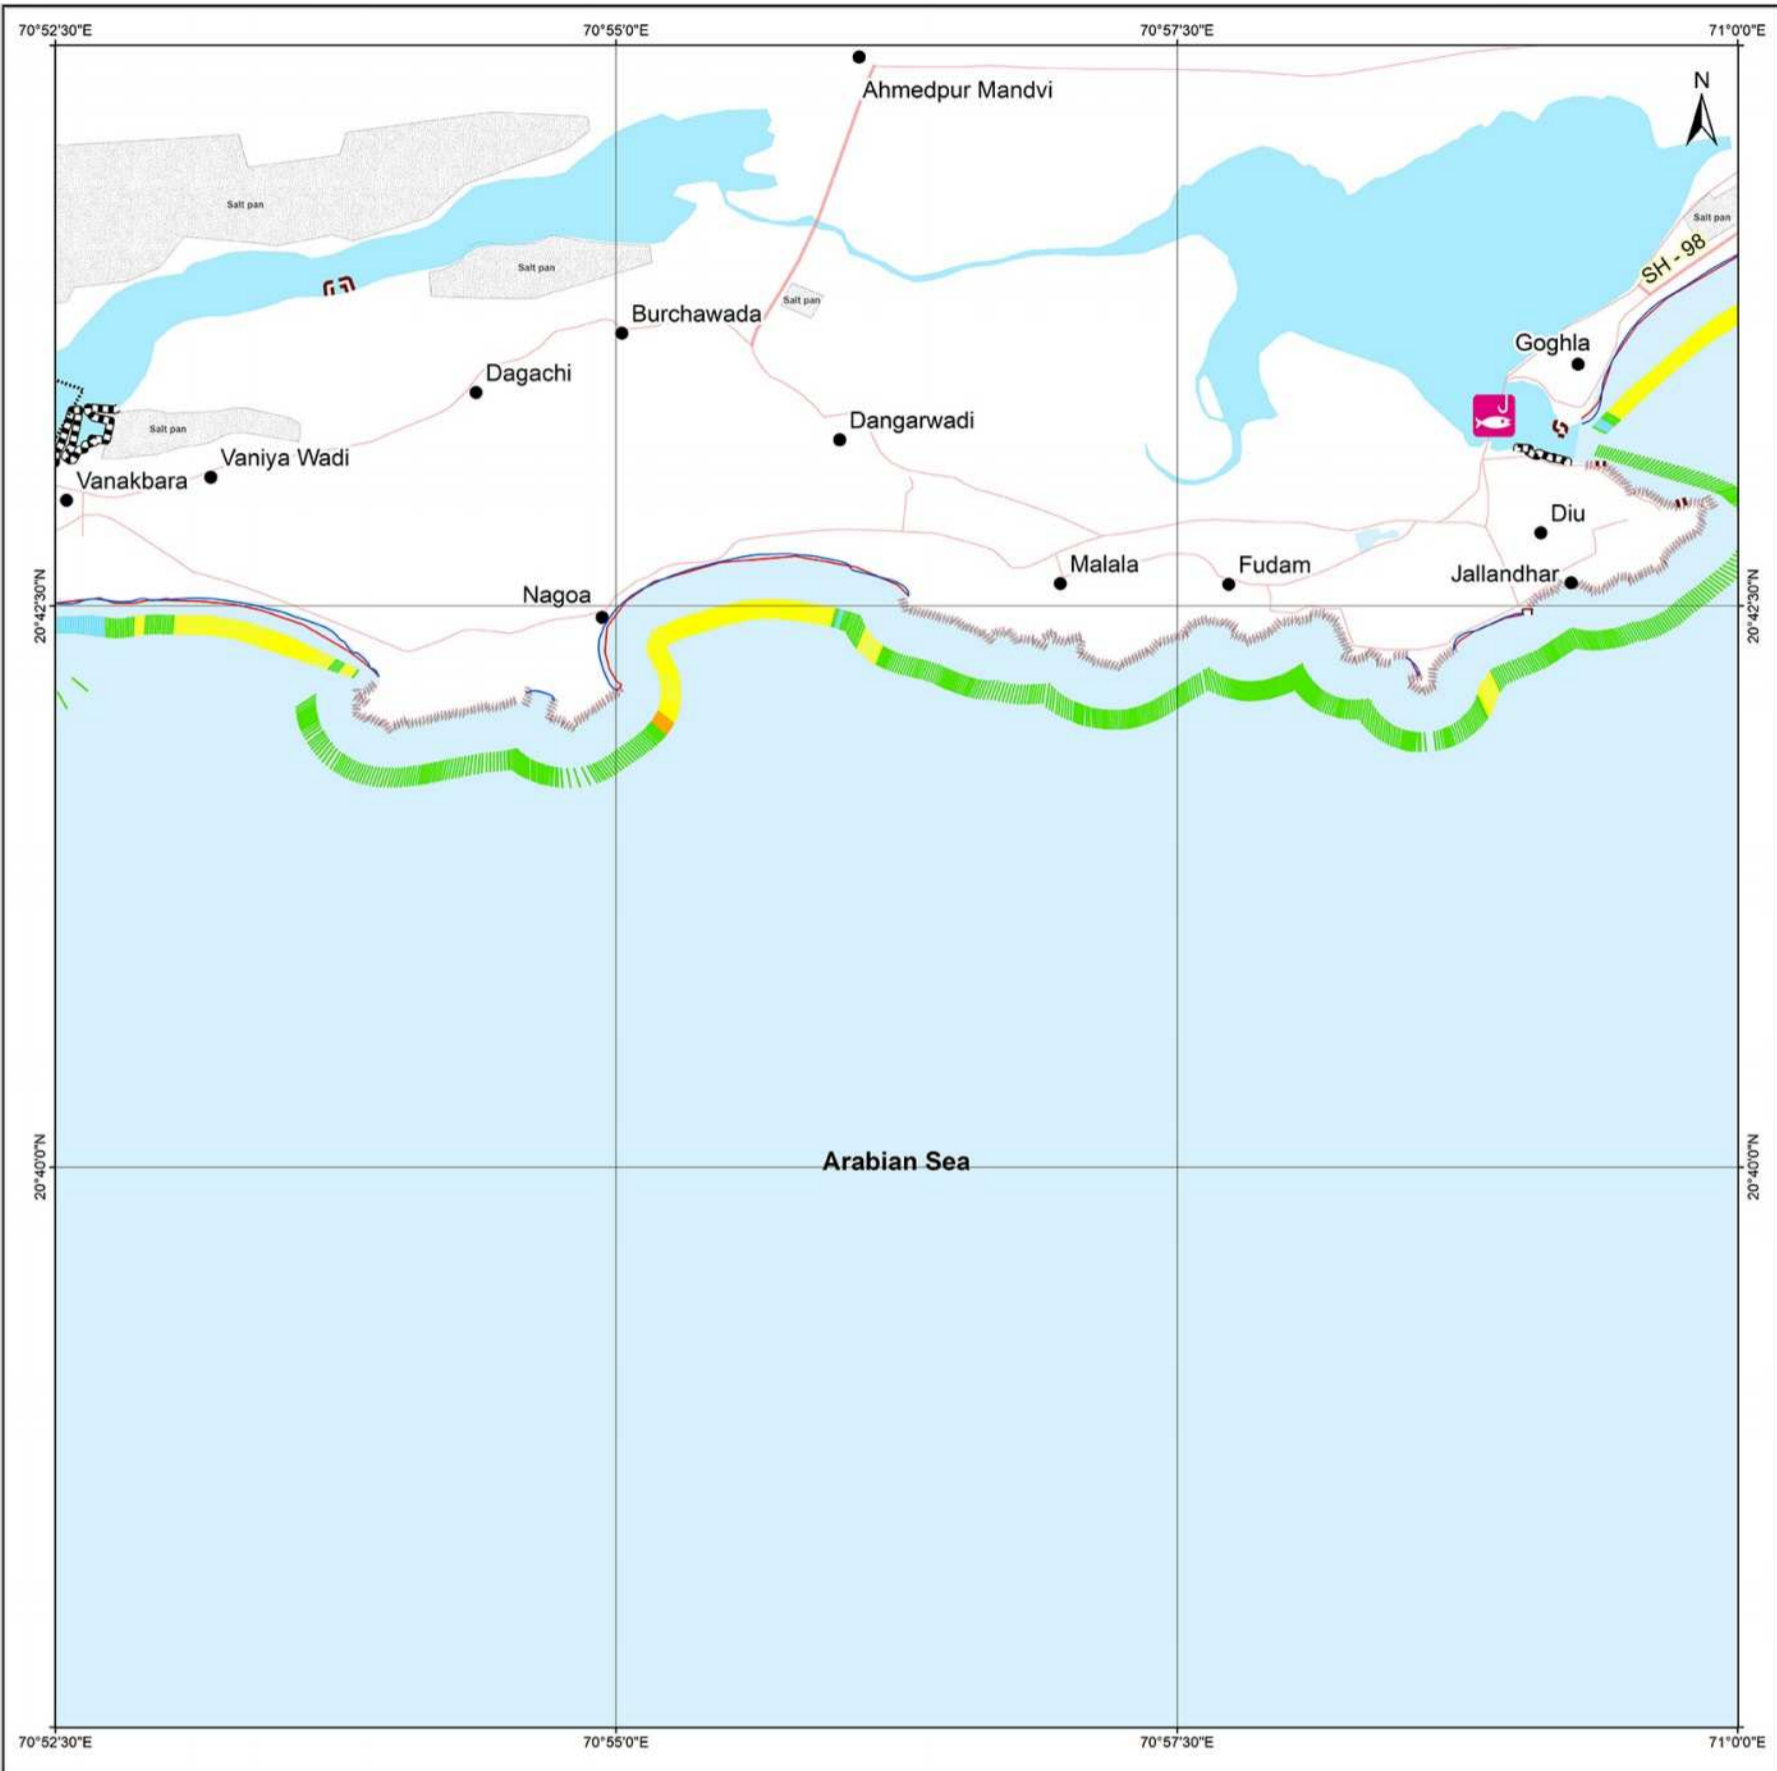 70°52'30"E
70°55'0"E
70°57'30"E
71°0'0"E
Ahmedpur Mandvi
N
Salt pan
Salt pan
SH - 98
Salt pan
Salt pan
Burchawada
Goghla
Dagachi
Dangarwadi
Salt pan
Vaniya Wadi
Vanakbara
Diu
Malala
Fudam
Jallandhar
Nagoa
20°42'30"N
20°42'30"N
Arabian Sea
20°40'0"N
20°40'0"N
70°52'30"E
70°55'0"E
70°57'30"E
71°0'0"E